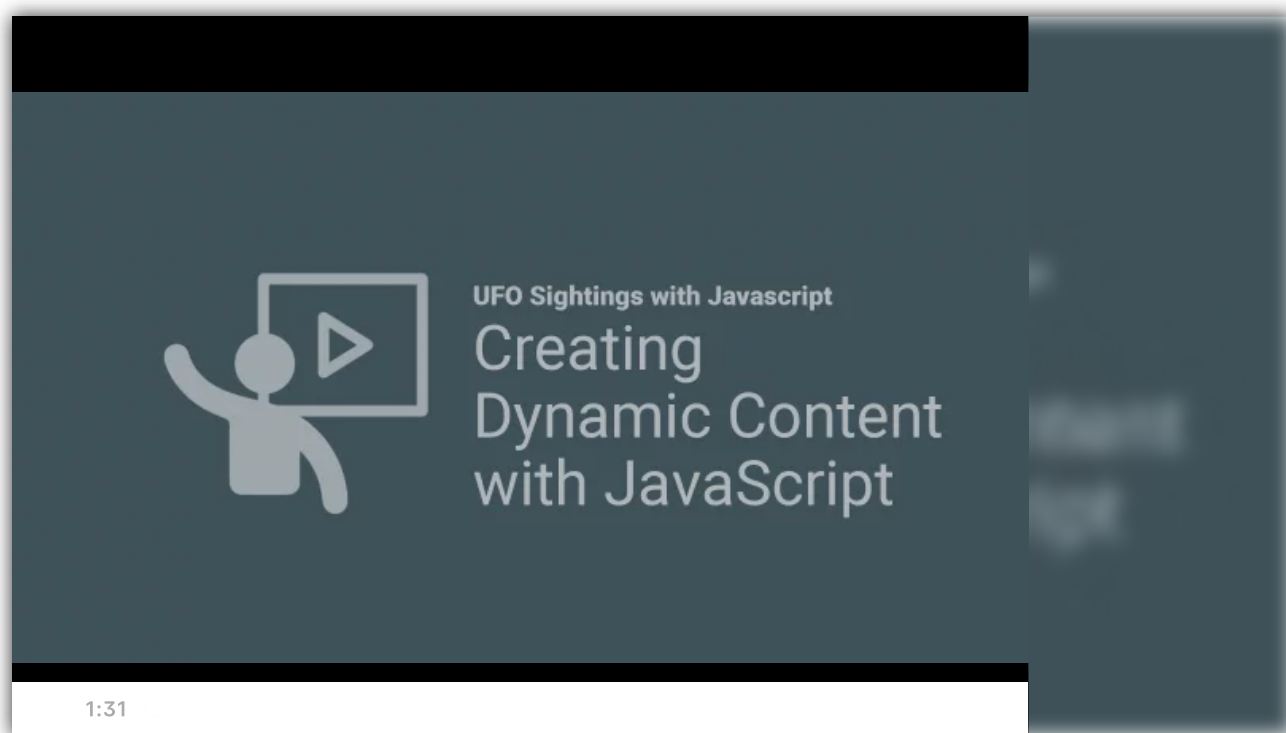 UFO Sightings with Javascript
Creating
Dynamic Content
with JavaScript
1:31